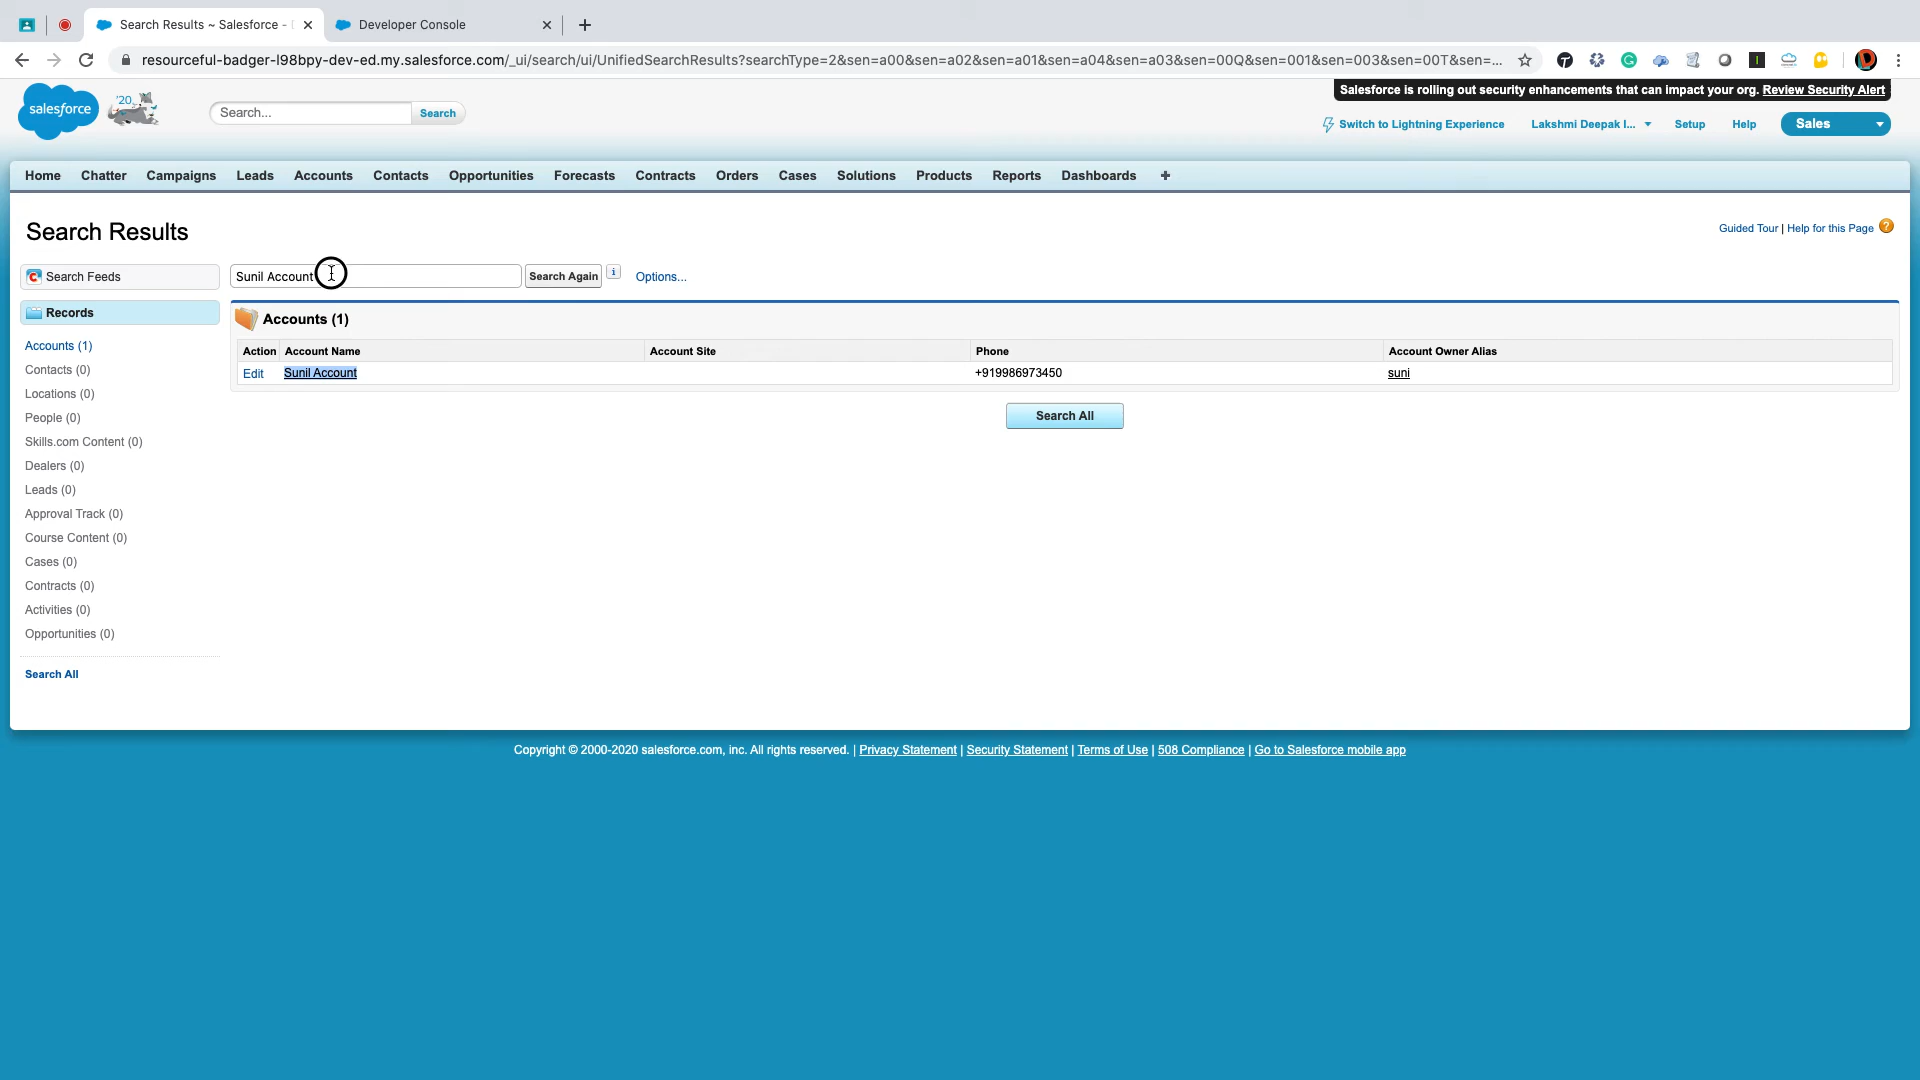 Search Results ~ Salesforce -
Developer Console
resourceful-badger-l98bpy-dev-ed.my.salesforce.com/_ui/search/ui/UnifiedSearchResults?searchType=2&sen=a00&sen=a02&sen=a01&sen=a04&sen=a03&sen=00Q&sen=001&sen=003&sen=00T&sen=...
Salesforce is rolling out security enhancements that can impact your org. Review Security Alert
salesforce
'20
Search...
Search
Switch to Lightning Experience
Lakshmi Deepak I...
Setup
Help
Sales
Home
Chatter
Campaigns
Leads
Accounts
Contacts
Opportunities
Forecasts
Contracts
Orders
Cases
Solutions
Products
Reports
Dashboards
+
Search Results
Guided Tour | Help for this Page ?
Search Feeds
Sunil Account
Search Again
i
Options...
Records
Accounts (1)
Contacts (0)
Locations (0)
People (0)
Skills.com Content (0)
Dealers (0)
Leads (0)
Approval Track (0)
Course Content (0)
Cases (0)
Contracts (0)
Activities (0)
Opportunities (0)
Search All
Accounts (1)
Action Account Name Account Site Phone Account Owner Alias
Edit Sunil Account +919986973450 suni
Search All
Copyright © 2000-2020 salesforce.com, inc. All rights reserved. | Privacy Statement | Security Statement | Terms of Use | 508 Compliance | Go to Salesforce mobile app